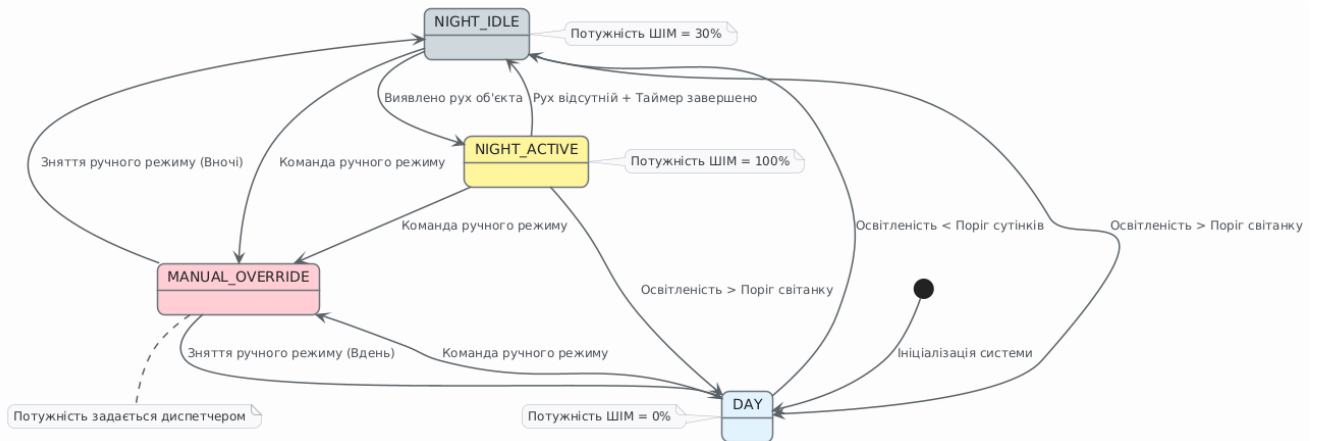 NIGHT_IDLE
Потужність ШІМ = 30%
Виявлено рух об'єкта
Рух відсутній + Таймер завершено
NIGHT_ACTIVE
Потужність ШІМ = 100%
Зняття ручного режиму (Вночі)
Команда ручного режиму
Команда ручного режиму
Освітленість < Поріг сутінків
Освітленість > Поріг світанку
MANUAL_OVERRIDE
Освітленість > Поріг світанку
Зняття ручного режиму (Вдень)
Команда ручного режиму
Ініціалізація системи
Потужність задається диспетчером
Потужність ШІМ = 0%
DAY